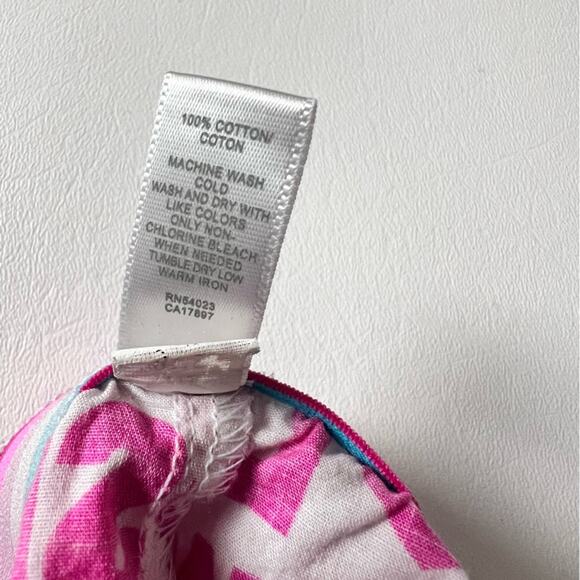 100% COTTON/
COTON
MACHINE WASH
COLD
WASH AND DRY WITH
LIKE COLORS
ONLY NON-
CHLORINE BLEACH
WHEN NEEDED
TUMBLE DRY LOW
WARM IRON
RN54023
CA17897